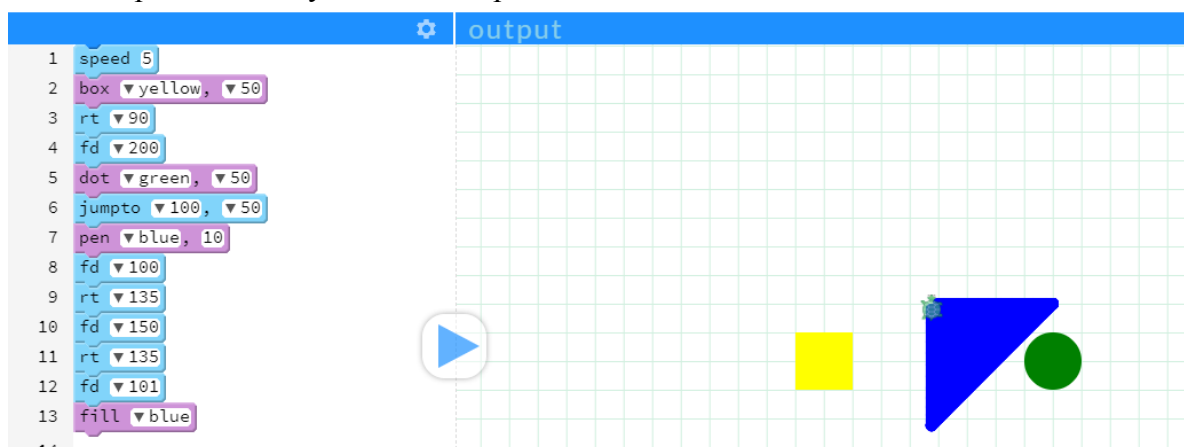 output
1 speed 5
2 box ▼yellow, ▼50
3 rt ▼90
4 fd ▼200
5 dot ▼green, ▼50
6 jumpto ▼100, ▼50
7 pen ▼blue, 10
8 fd ▼100
9 rt ▼135
10 fd ▼150
11 rt ▼135
12 fd ▼101
13 fill ▼blue